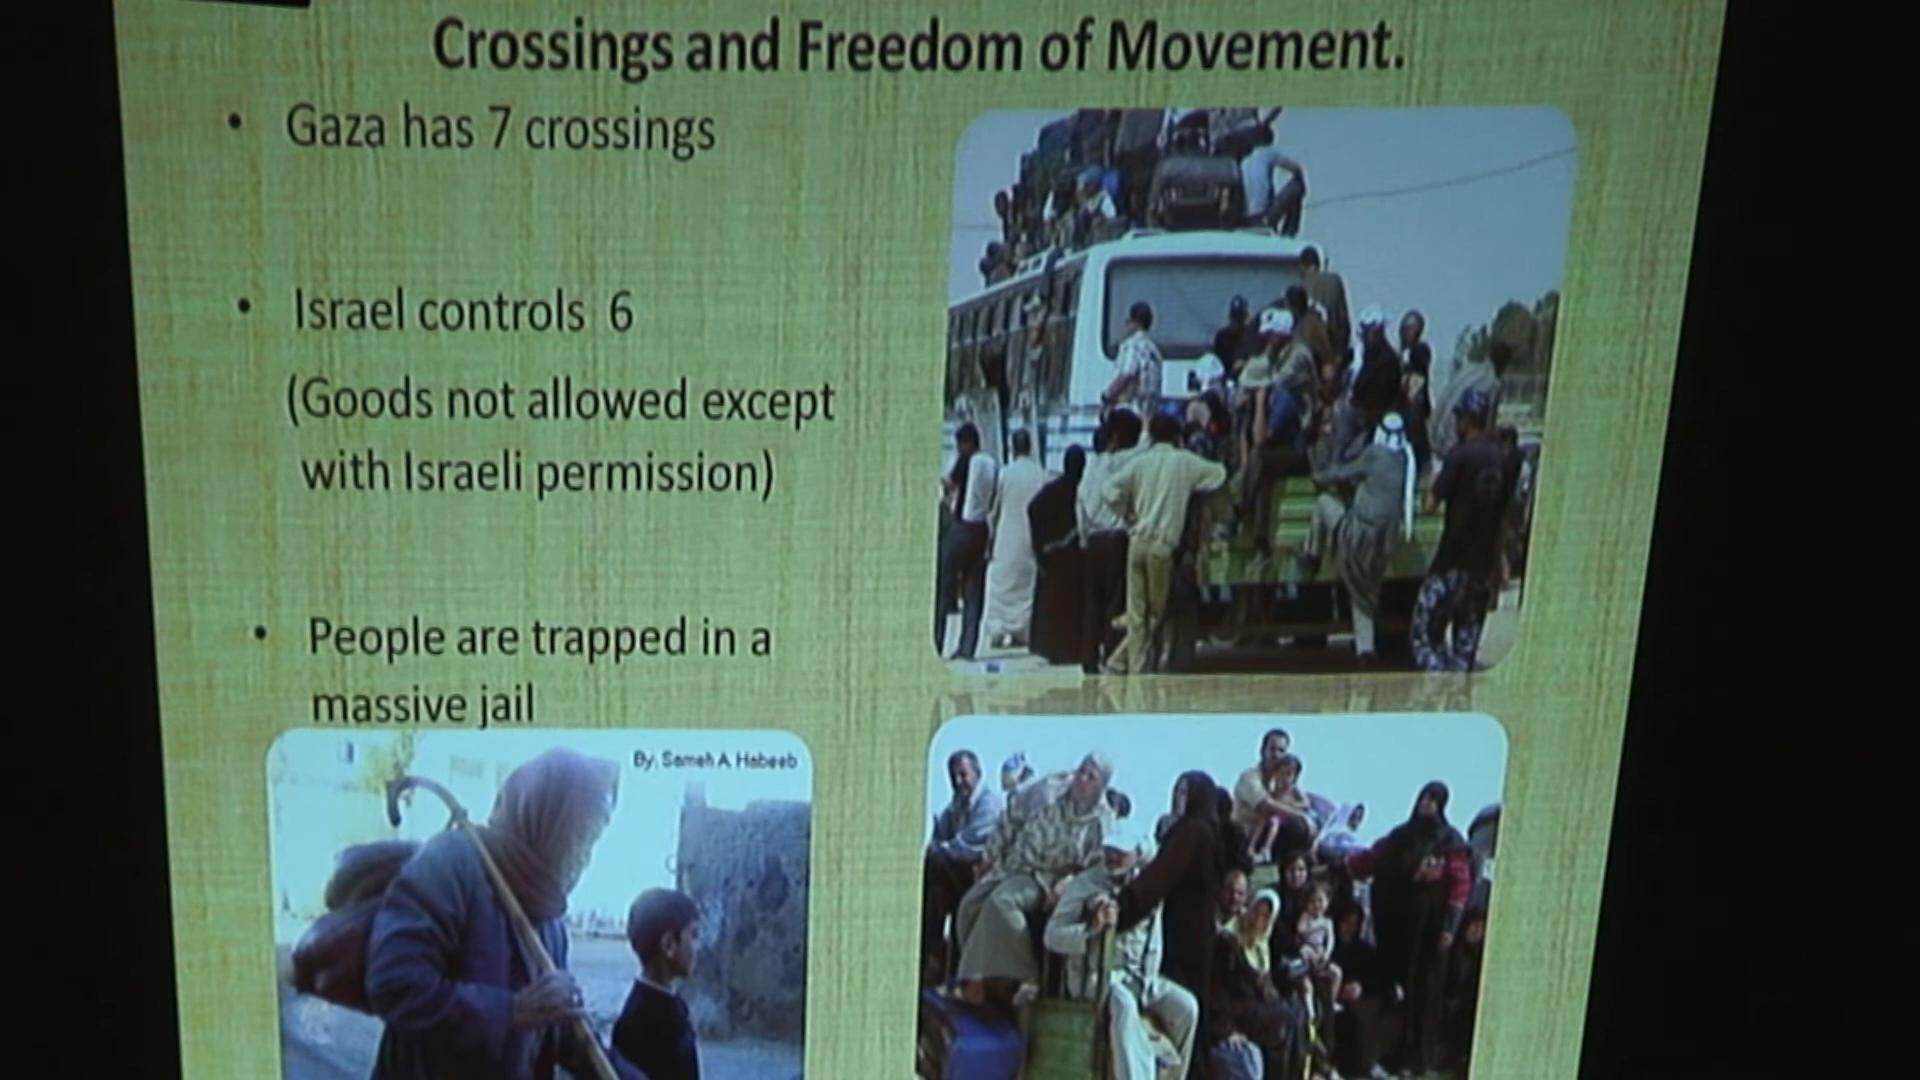 Crossings and Freedom of Movement.
• Gaza has 7 crossings
• Israel controls 6
(Goods not allowed except
with Israeli permission)
• People are trapped in a
massive jail
By: Sameh A Habeeb